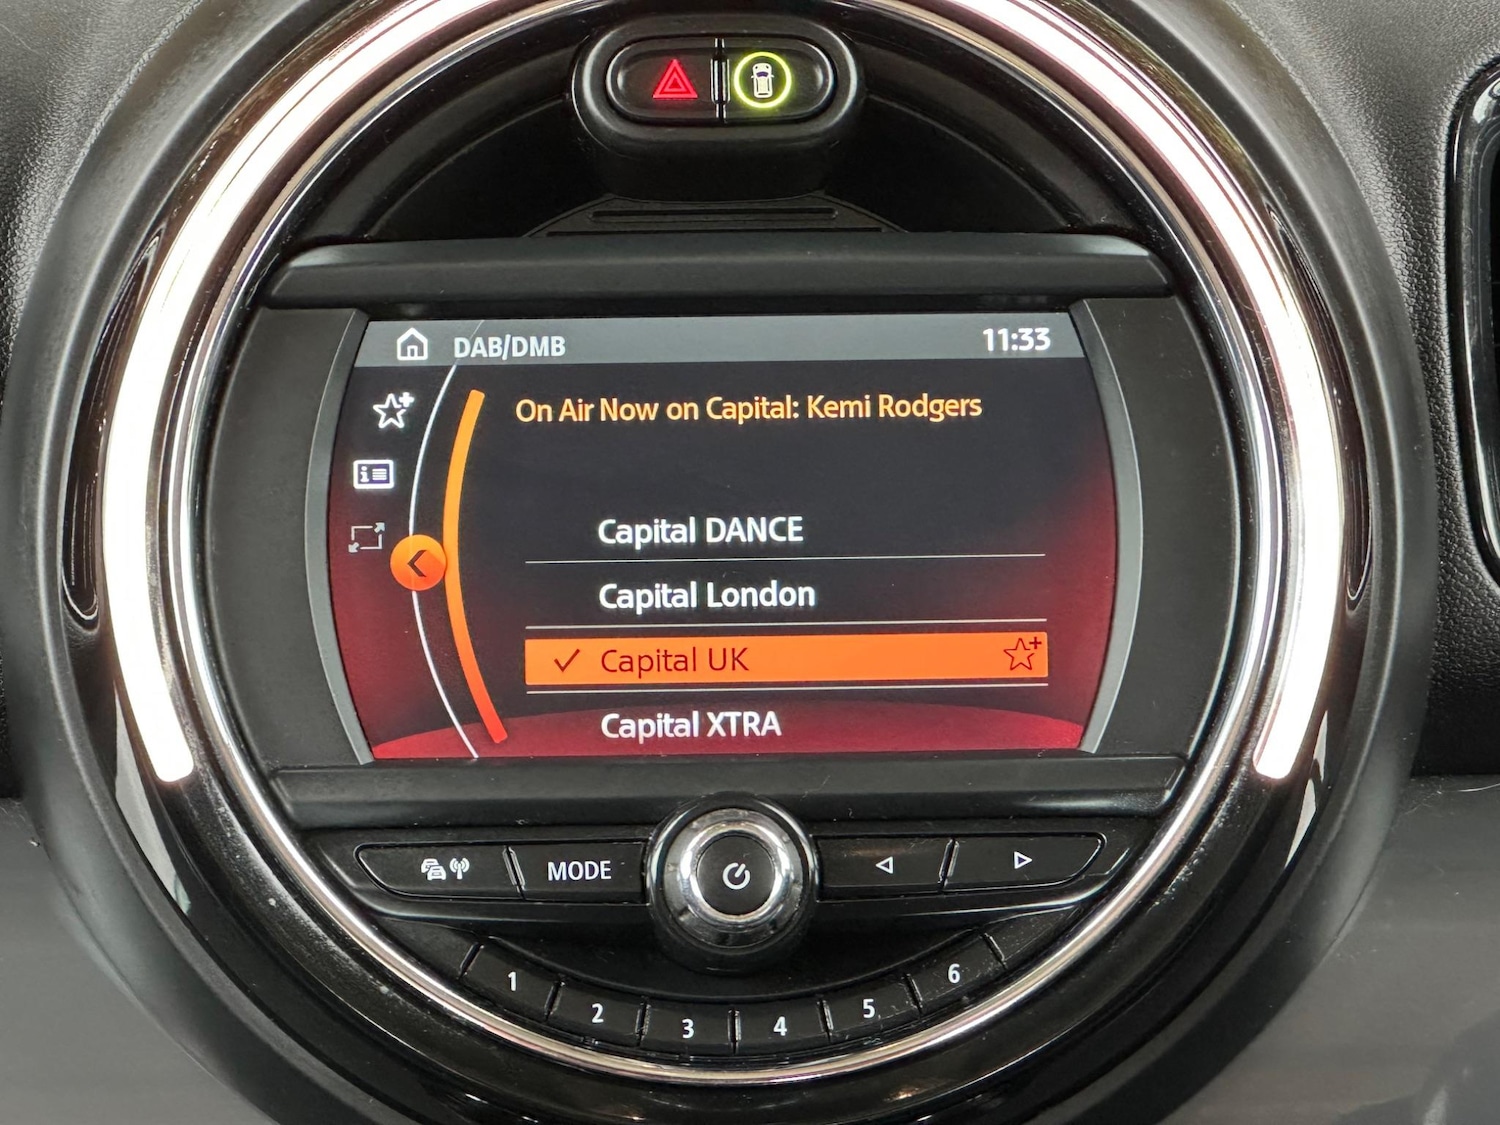 DAB/DMB 11:33
On Air Now on Capital: Kemi Rodgers
Capital DANCE
Capital London
Capital UK
Capital XTRA
MODE
1 2 3 4 5 6